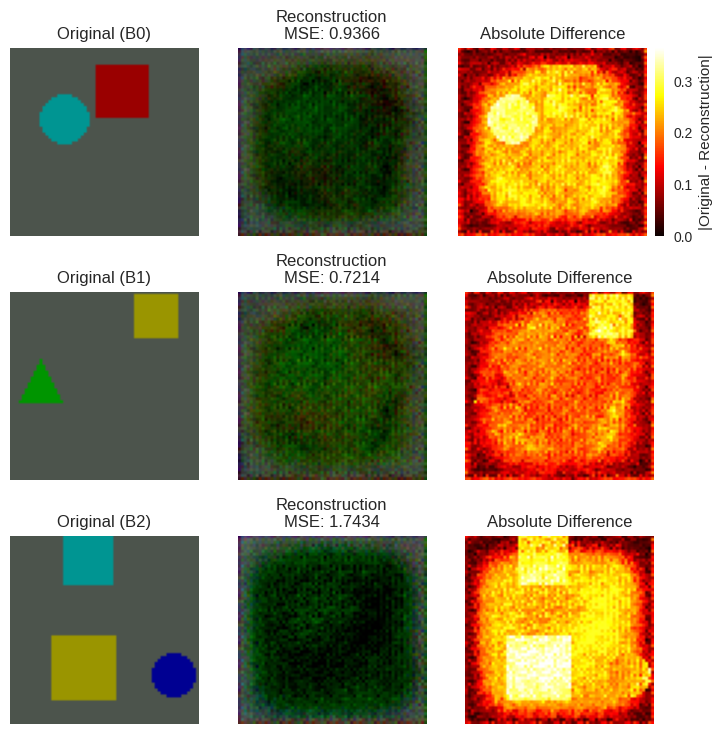 Original (B0)
Reconstruction
MSE: 0.9366
Absolute Difference
0.3
0.2
0.1
0.0
|Original - Reconstruction|
Original (B1)
Reconstruction
MSE: 0.7214
Absolute Difference
Original (B2)
Reconstruction
MSE: 1.7434
Absolute Difference